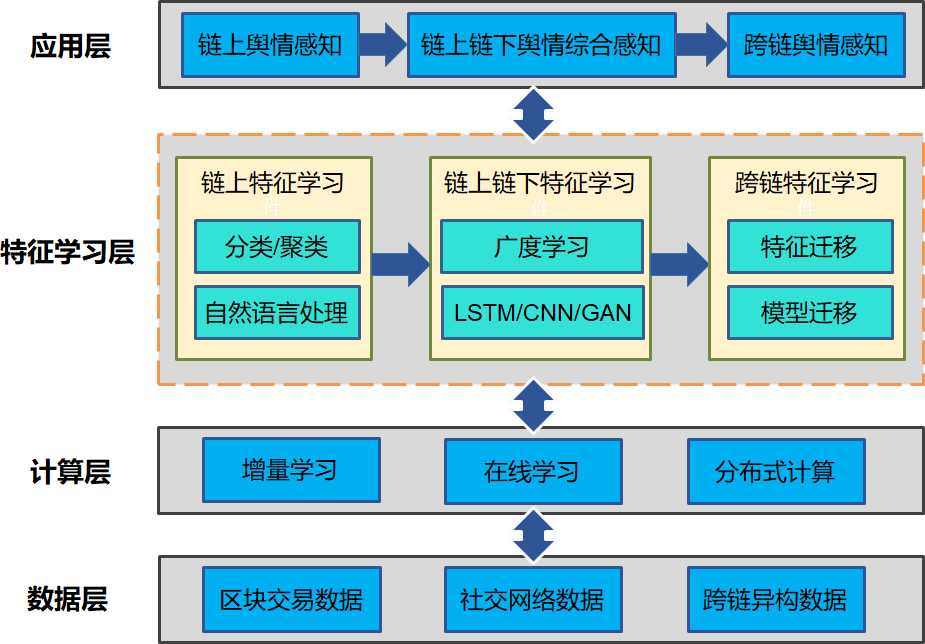 应用层
链上舆情感知
链上链下舆情综合感知
跨链舆情感知
特征学习层
链上特征学习
件
分类/聚类
自然语言处理
链上链下特征学习
件
广度学习
LSTM/CNN/GAN
跨链特征学习
件
特征迁移
模型迁移
计算层
增量学习
在线学习
分布式计算
数据层
区块交易数据
社交网络数据
跨链异构数据